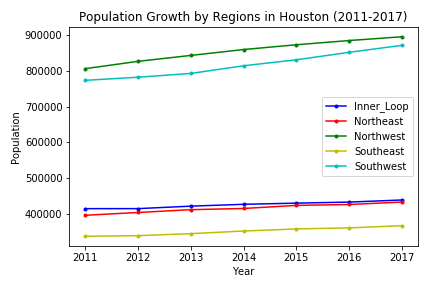 Population Growth by Regions in Houston (2011-2017)
900000
800000
700000
600000
500000
400000
Population
Inner_Loop
Northeast
Northwest
Southeast
Southwest
2011 2012 2013 2014 2015 2016 2017
Year